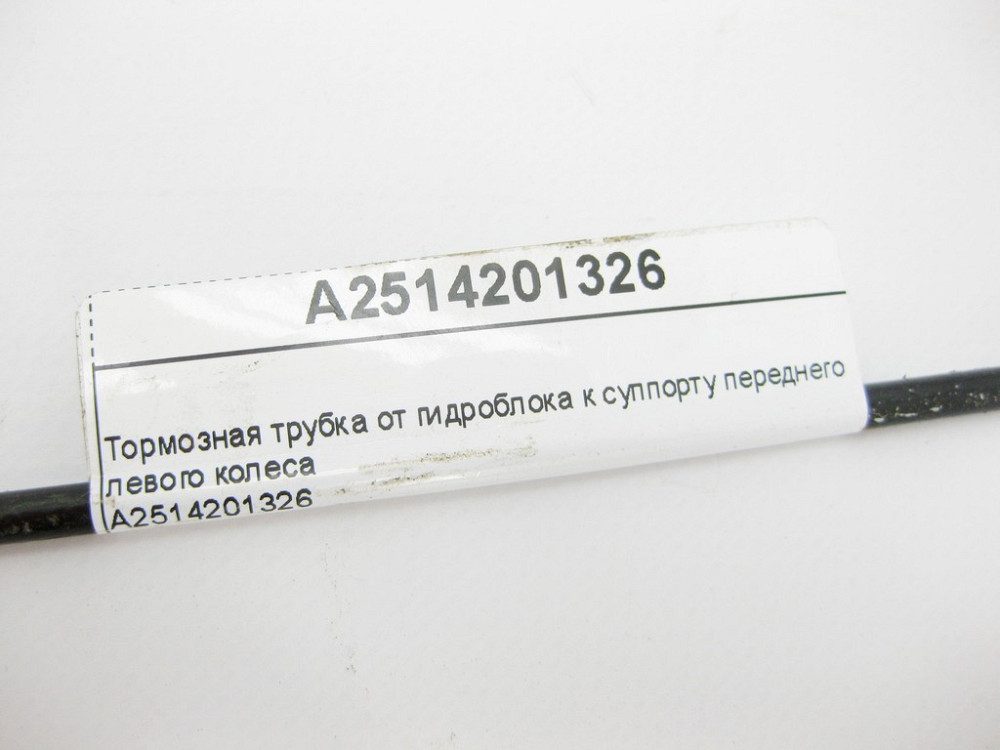 A2514201326
Тормозная трубка от гидроблока к суппорту переднего
левого колеса
A2514201326